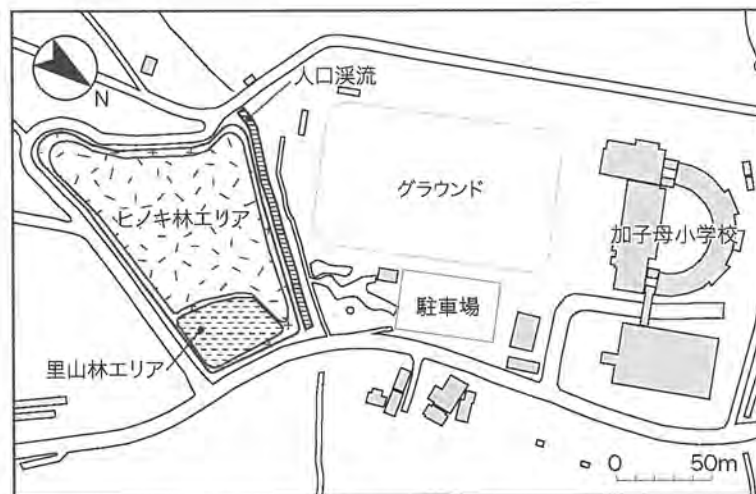 人口渓流
N
グラウンド
ヒノキ林エリア
加子母小学校
駐車場
里山林エリア
0 50m